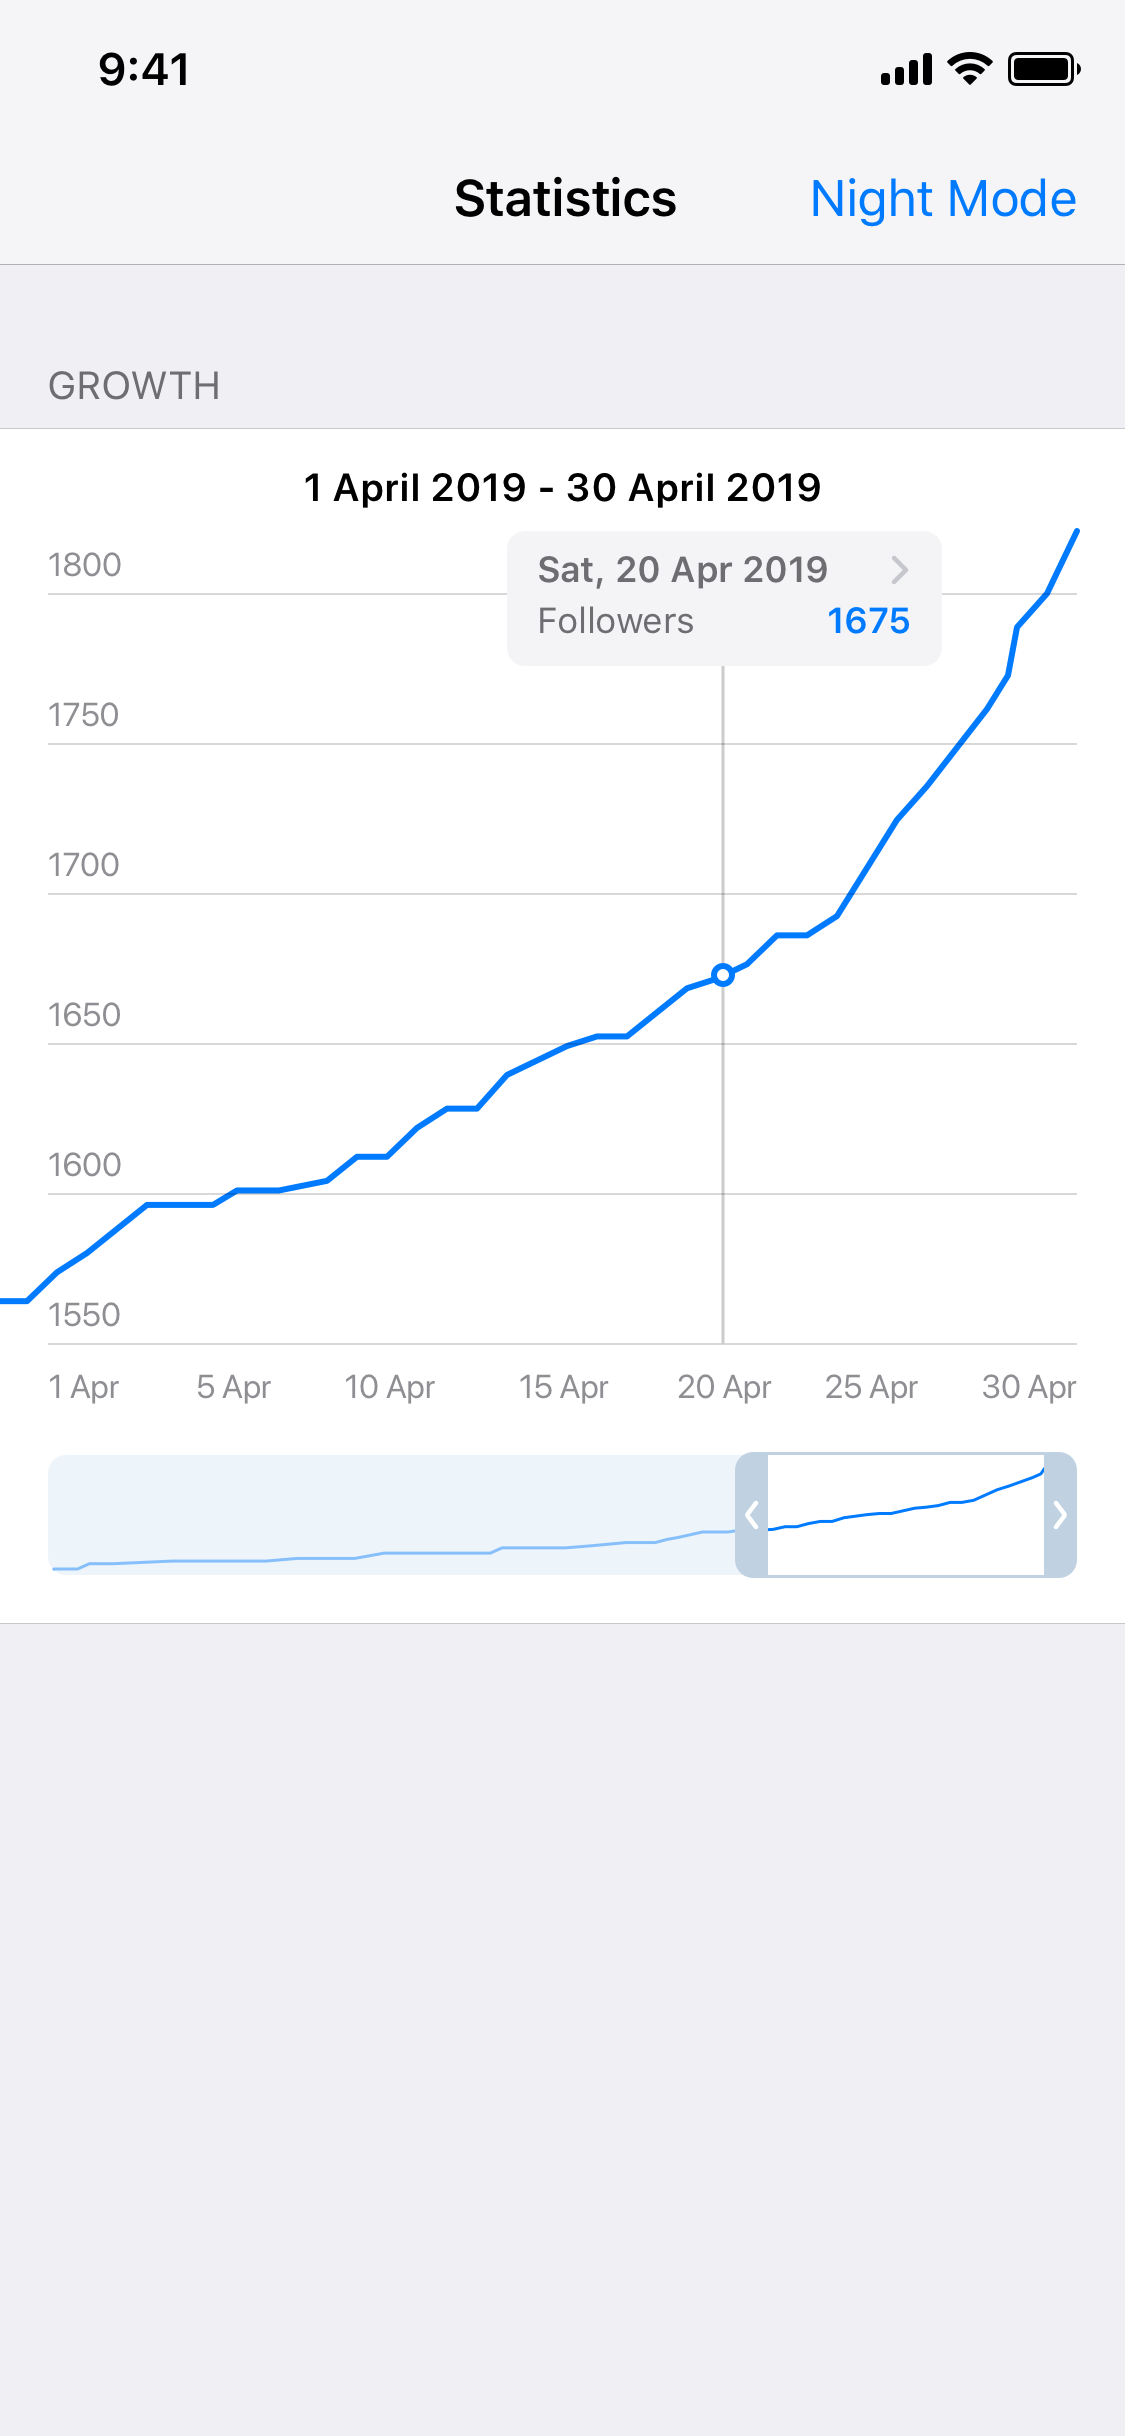 9:41
Statistics
Night Mode
GROWTH
1 April 2019 - 30 April 2019
Sat, 20 Apr 2019
Followers 1675
1800
1750
1700
1650
1600
1550
1 Apr 5 Apr 10 Apr 15 Apr 20 Apr 25 Apr 30 Apr